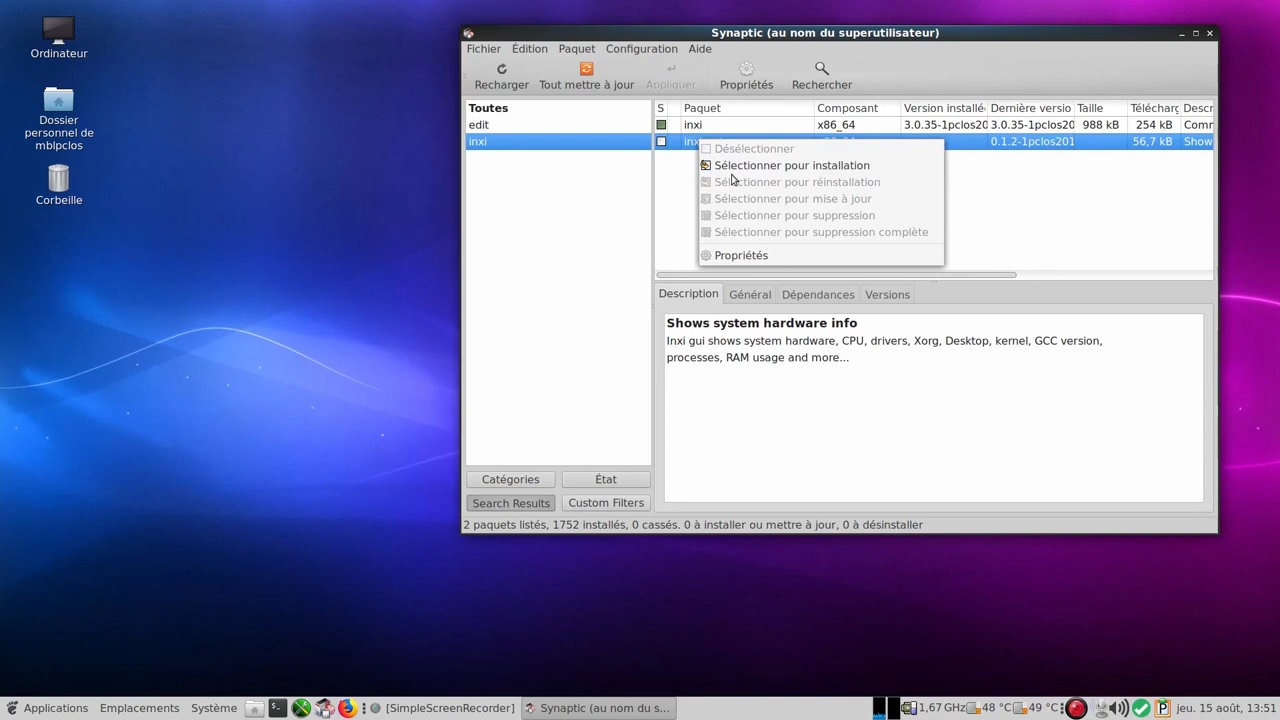 Ordinateur
Dossier
personnel de
mblpclos
Corbeille
Synaptic (au nom du superutilisateur)
Fichier Édition Paquet Configuration Aide
Recharger Tout mettre à jour Appliquer Propriétés Rechercher
Toutes
edit
inxi
S Paquet Composant Version installée Dernière versio Taille Télécharg Descr
inxi x86_64 3.0.35-1pclos20 3.0.35-1pclos20 988 kB 254 kB Comm
0.1.2-1pclos201 56,7 kB Show
Désélectionner
Sélectionner pour installation
Sélectionner pour réinstallation
Sélectionner pour mise à jour
Sélectionner pour suppression
Sélectionner pour suppression complète
Propriétés
Description Général Dépendances Versions
Shows system hardware info
Inxi gui shows system hardware, CPU, drivers, Xorg, Desktop, kernel, GCC version,
processes, RAM usage and more...
Catégories État
Search Results Custom Filters
2 paquets listés, 1752 installés, 0 cassés. 0 à installer ou mettre à jour, 0 à désinstaller
Applications Emplacements Système [SimpleScreenRecorder] Synaptic (au nom du s... 1,67 GHz 48 °C 49 °C jeu. 15 août, 13:51